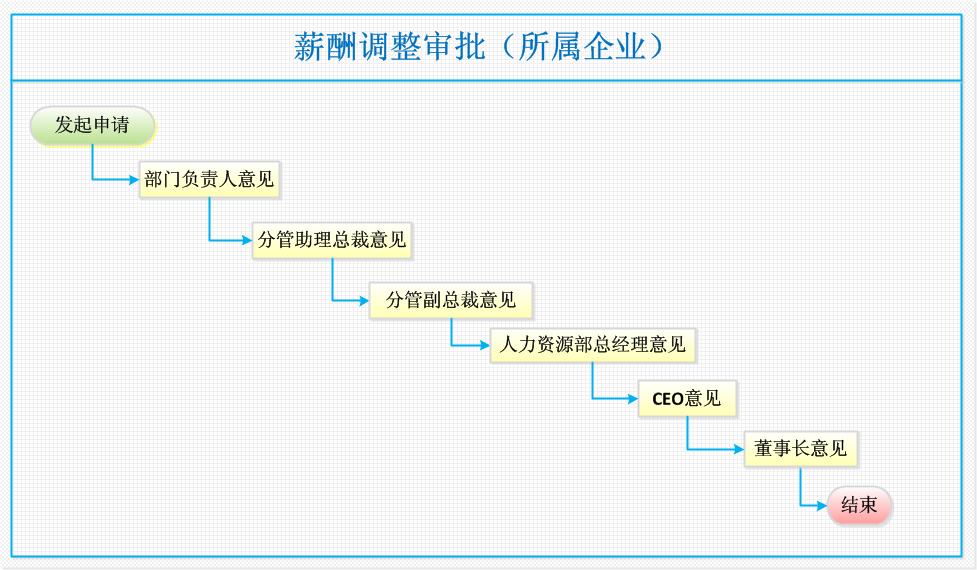 薪酬调整审批（所属企业）
发起申请
部门负责人意见
分管助理总裁意见
分管副总裁意见
人力资源部总经理意见
CEO意见
董事长意见
结束